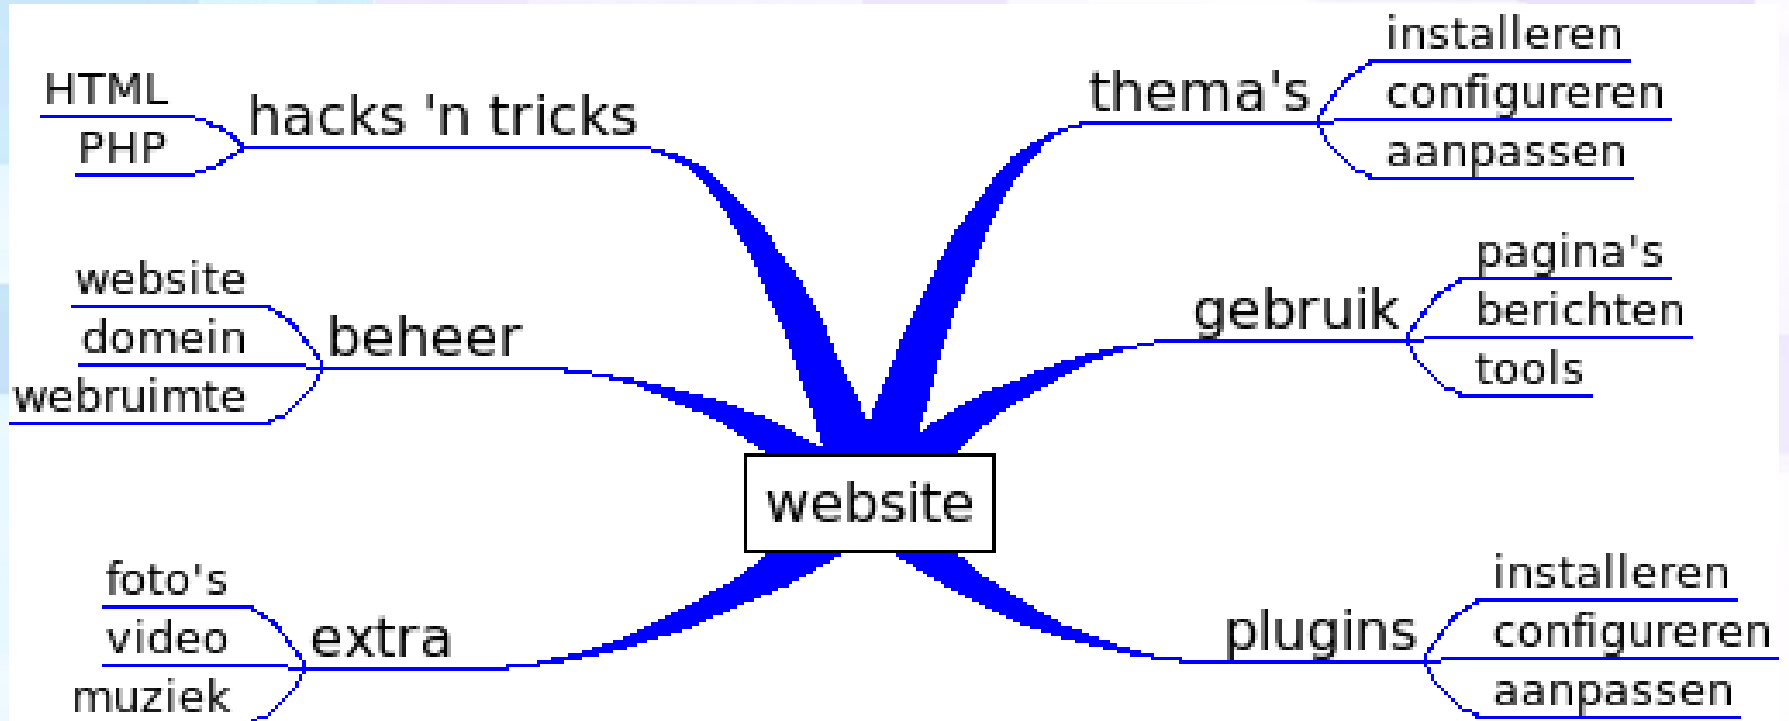 HTML
PHP
hacks 'n tricks
website
domein
webruimte
beheer
foto's
video
muziek
extra
website
thema's
installeren
configureren
aanpassen
gebruik
pagina's
berichten
tools
plugins
installeren
configureren
aanpassen